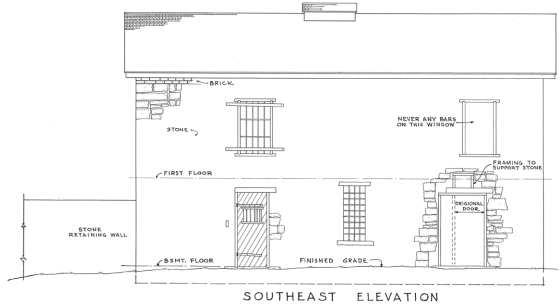 BRICK
STONE
NEVER ANY BARS
ON THIS WINDOW
FRAMING TO
SUPPORT STONE
FIRST FLOOR
ORIGIONAL
DOOR
STONE
RETAINING WALL
BSMT. FLOOR
FINISHED GRADE
SOUTHEAST ELEVATION